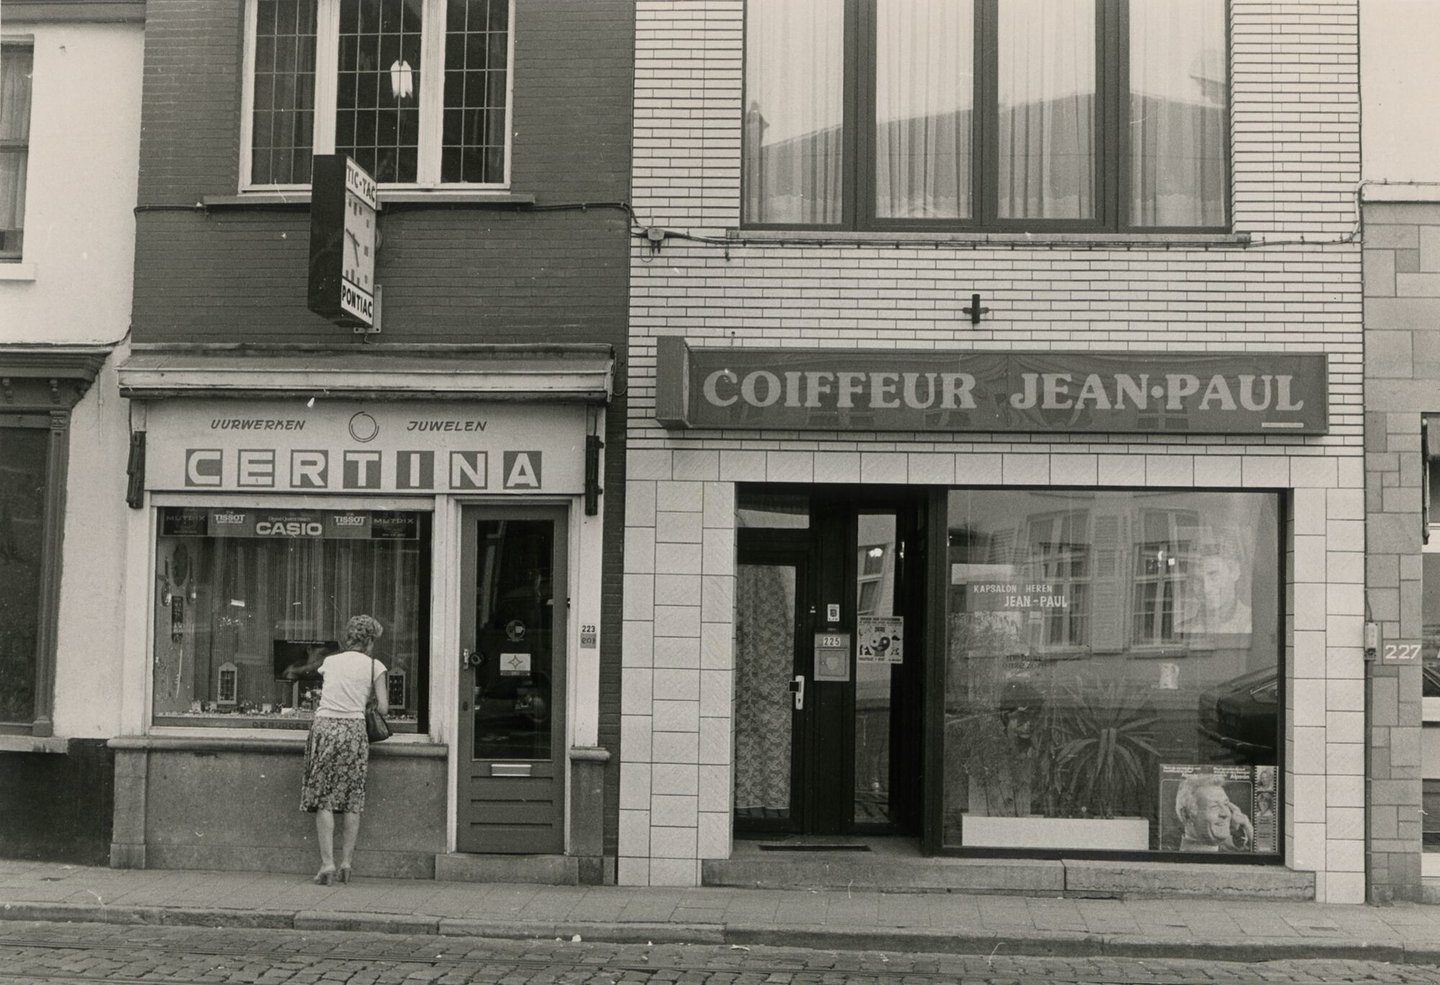 TIC-TAC
PONTIAC
UURWERKEN JUWELEN
CERTINA
TISSOT CASIO TISSOT
223
COIFFEUR JEAN-PAUL
KAPSALON HEREN
JEAN-PAUL
225
227